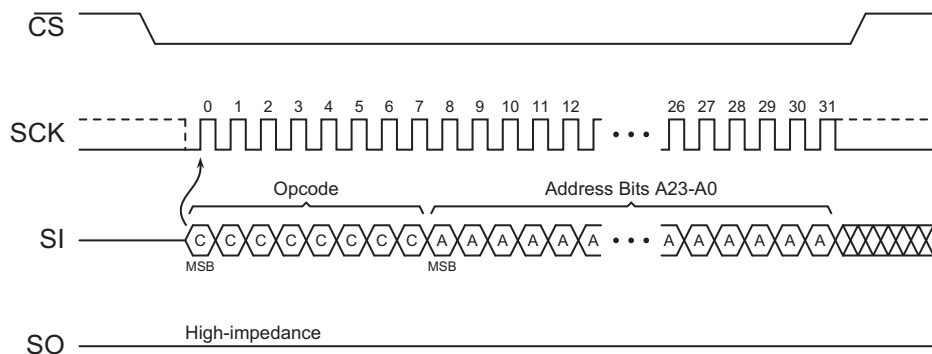 CS
0 1 2 3 4 5 6 7 8 9 10 11 12 26 27 28 29 30 31
SCK
Opcode Address Bits A23-A0
SI C C C C C C C C A A A A A A A A A A A A
MSB MSB
High-impedance
SO